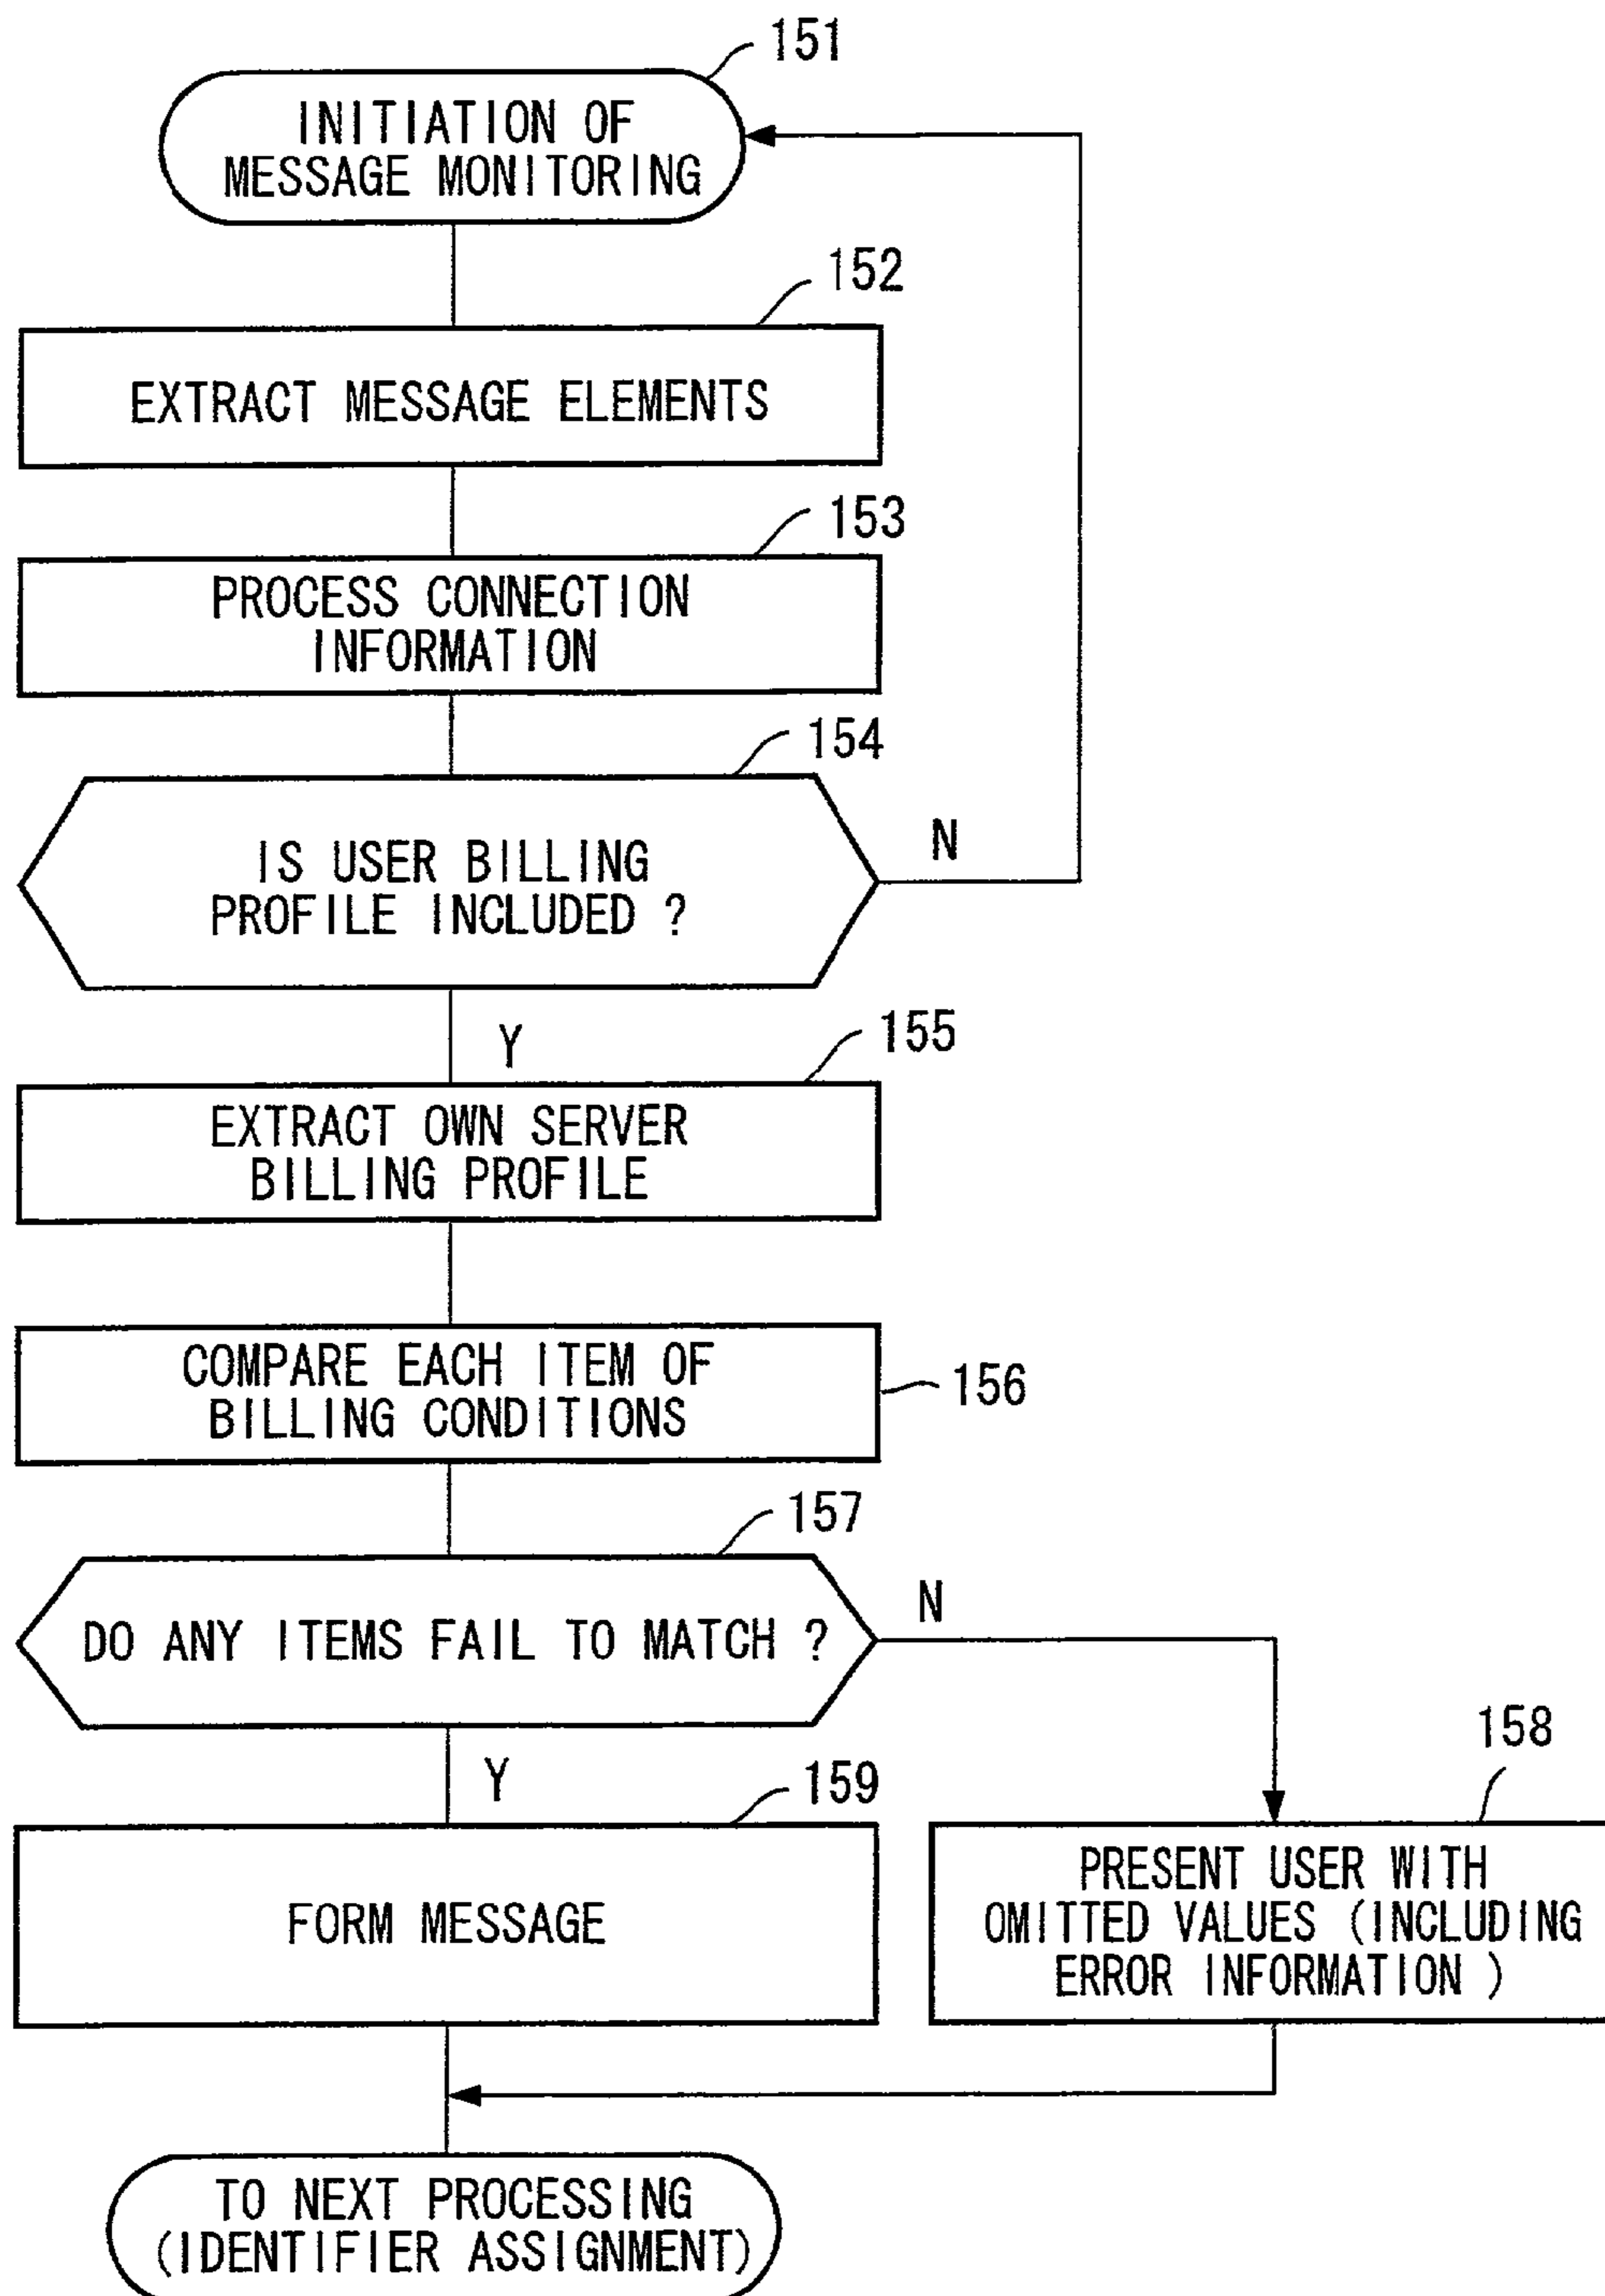 151
INITIATION OF
MESSAGE MONITORING
152
EXTRACT MESSAGE ELEMENTS
153
PROCESS CONNECTION
INFORMATION
154
IS USER BILLING
PROFILE INCLUDED ?
N
Y
155
EXTRACT OWN SERVER
BILLING PROFILE
COMPARE EACH ITEM OF
BILLING CONDITIONS
156
157
DO ANY ITEMS FAIL TO MATCH ?
N
Y
159
FORM MESSAGE
158
PRESENT USER WITH
OMITTED VALUES (INCLUDING
ERROR INFORMATION )
TO NEXT PROCESSING
(IDENTIFIER ASSIGNMENT)